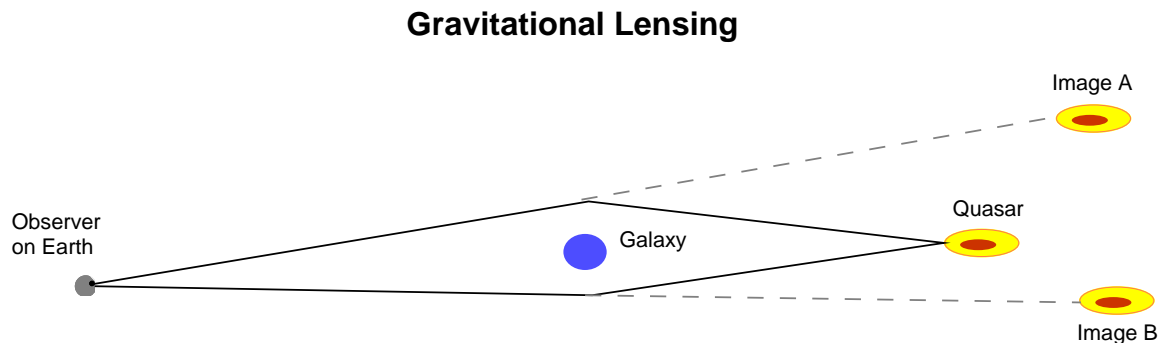 Gravitational Lensing
Image A
Observer
on Earth
Quasar
Galaxy
Image B